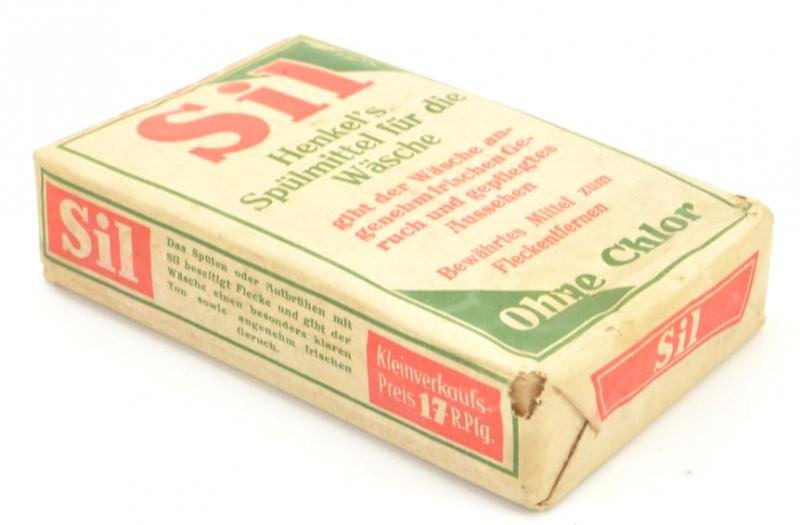 Sil
Henkel's
Spülmittel für die
Wäsche
gibt der Wäsche an-
genehm frischen Ge-
ruch und gepflegtes
Aussehen
Bewährtes Mittel zum
Fleckentfernen
Ohne Chlor
Sil
Das Spülen oder Aufbrühen mit
Sil beseitigt Flecke und gibt der
Wäsche einen besonders klaren
Ton sowie angenehm frischen
Geruch.
Kleinverkaufs-
Preis 17 R.Pfg.
Sil